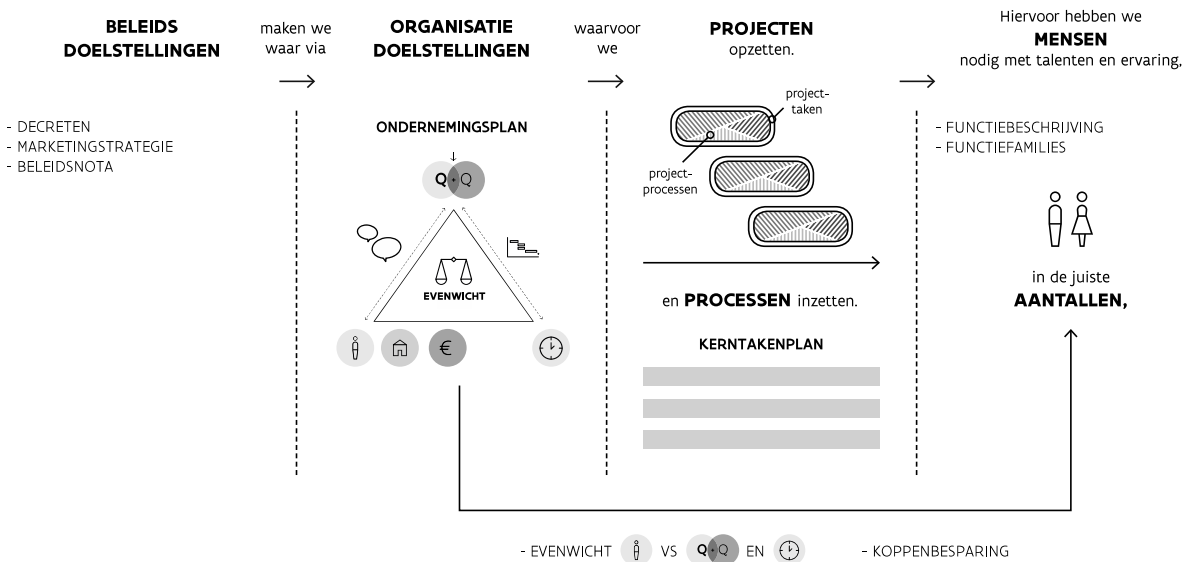 BELEIDS
DOELSTELLINGEN
maken we
waar via
ORGANISATIE
DOELSTELLINGEN
waarvoor
we
PROJECTEN
opzetten.
Hiervoor hebben we
MENSEN
nodig met talenten en ervaring,
- DECRETEN
- MARKETINGSTRATEGIE
- BELEIDSNOTA
ONDERNEMINGSPLAN
Q + Q
EVENWICHT
€
project-
taken
project-
processen
en PROCESSEN inzetten.
KERNTAKENPLAN
- FUNCTIEBESCHRIJVING
- FUNCTIEFAMILIES
in de juiste
AANTALLEN,
- EVENWICHT VS Q + Q EN
- KOPPENBESPARING